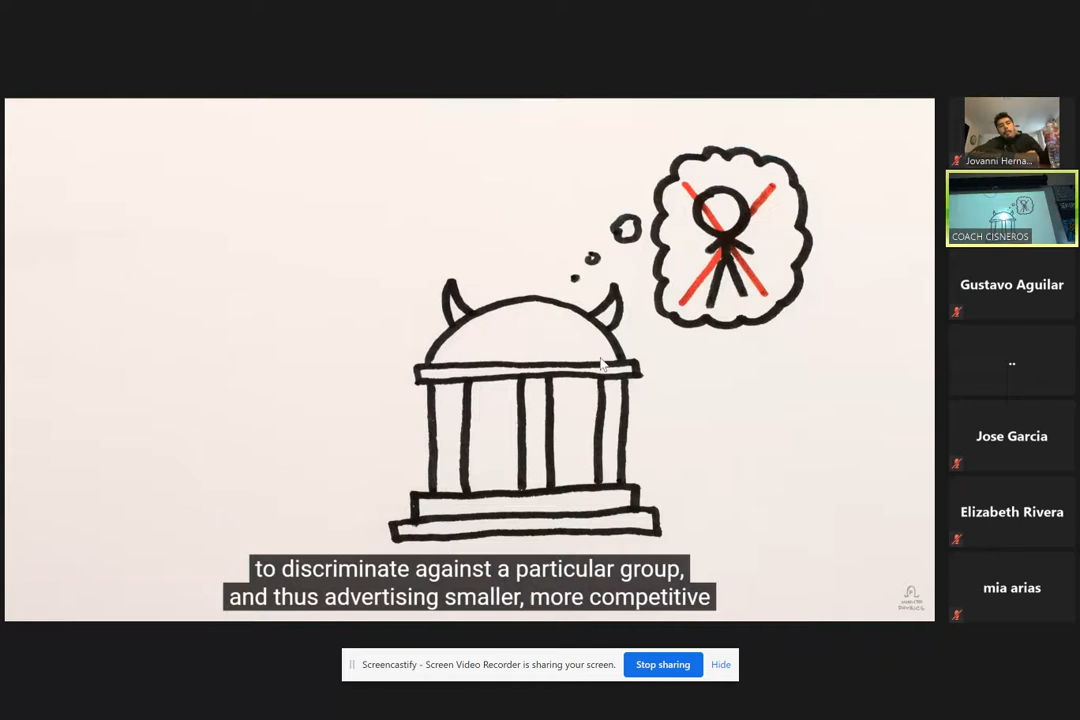 Jovanni Herna...
COACH CISNEROS
Gustavo Aguilar
..
Jose Garcia
Elizabeth Rivera
mia arias
to discriminate against a particular group,
and thus advertising smaller, more competitive
Screencastify - Screen Video Recorder is sharing your screen.
Stop sharing
Hide